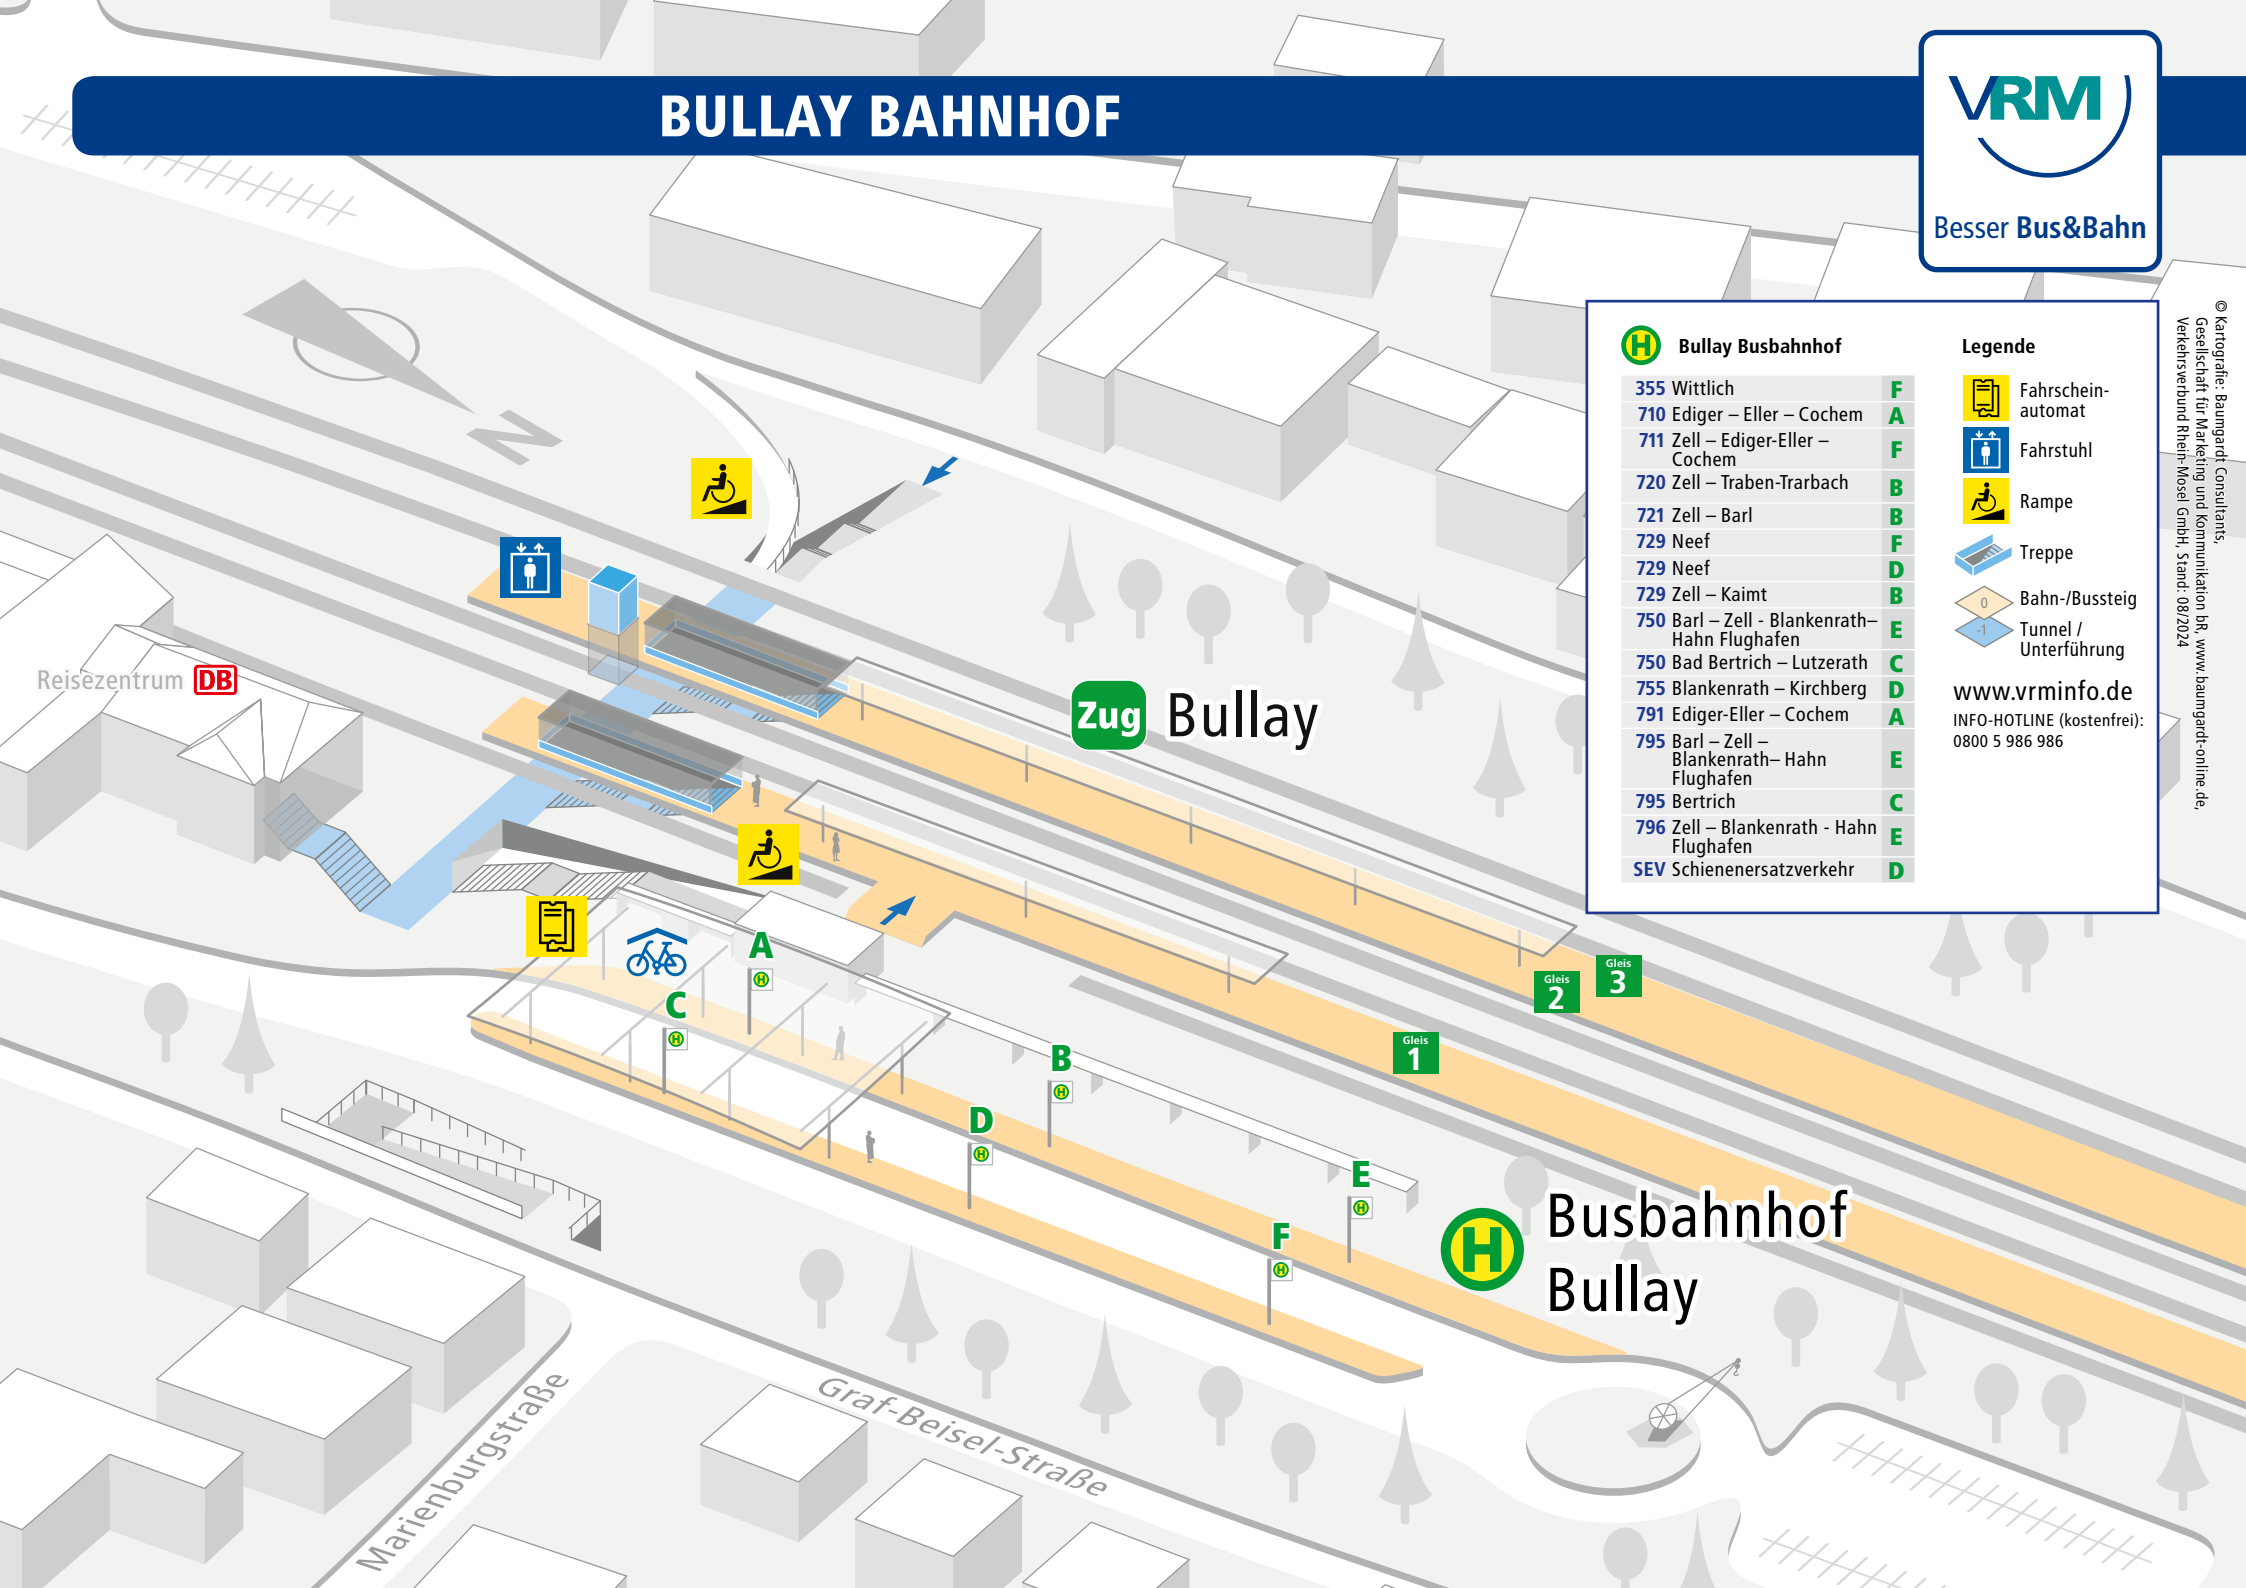 BULLAY BAHNHOF
VRM
Besser Bus&Bahn
© Kartogrrafie: Baumgardt Consultants,
Gesellschaft für Marketing und Kommunikation bR, www.baumgardt-online.de,
Verkehrsverbund Rhein-Mosel GmbH, Stand: 08/2024
H Bullay Busbahnhof
355 Wittlich F
710 Ediger – Eller – Cochem A
711 Zell – Ediger-Eller –
Cochem F
720 Zell – Traben-Trarbach B
721 Zell – Barl B
729 Neef F
729 Neef D
729 Zell – Kaimt B
750 Barl – Zell - Blankenrath–
Hahn Flughafen E
750 Bad Bertrich – Lutzerath C
755 Blankenrath – Kirchberg D
791 Ediger-Eller – Cochem A
795 Barl – Zell –
Blankenrath– Hahn
Flughafen E
795 Bertrich C
796 Zell – Blankenrath - Hahn
Flughafen E
SEV Schienenersatzverkehr D
Legende
Fahrschein-
automat
Fahrstuhl
Rampe
Treppe
0 Bahn-/Bussteig
-1 Tunnel /
Unterführung
www.vrminfo.de
INFO-HOTLINE (kostenfrei):
0800 5 986 986
N
Reisezentrum DB
Zug Bullay
A
H
C
H
B
H
D
H
E
H
F
H
Gleis
3
Gleis
2
Gleis
1
H Busbahnhof
Bullay
Graf-Beisel-Straße
Marienburgstraße